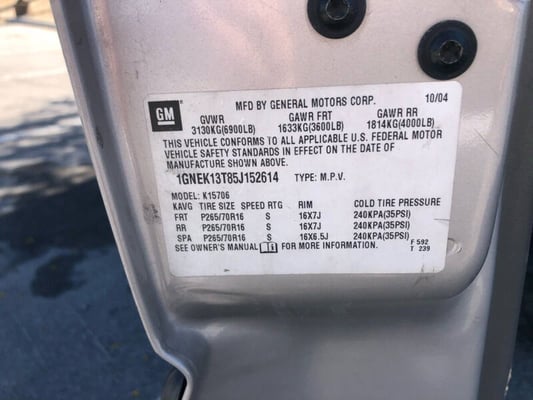 GM MFD BY GENERAL MOTORS CORP. 10/04
GVWR GAWR FRT GAWR RR
3130KG(6900LB) 1633KG(3600LB) 1814KG(4000LB)
THIS VEHICLE CONFORMS TO ALL APPLICABLE U.S. FEDERAL MOTOR
VEHICLE SAFETY STANDARDS IN EFFECT ON THE DATE OF
MANUFACTURE SHOWN ABOVE.
1GNEK13T85J152614 TYPE: M.P.V.
MODEL: K15706
KAVG TIRE SIZE SPEED RTG RIM COLD TIRE PRESSURE
FRT P265/70R16 S 16X7J 240KPA(35PSI)
RR P265/70R16 S 16X7J 240KPA(35PSI)
SPA P265/70R16 S 16X6.5J 240KPA(35PSI)
SEE OWNER'S MANUAL FOR MORE INFORMATION. F 592
T 239